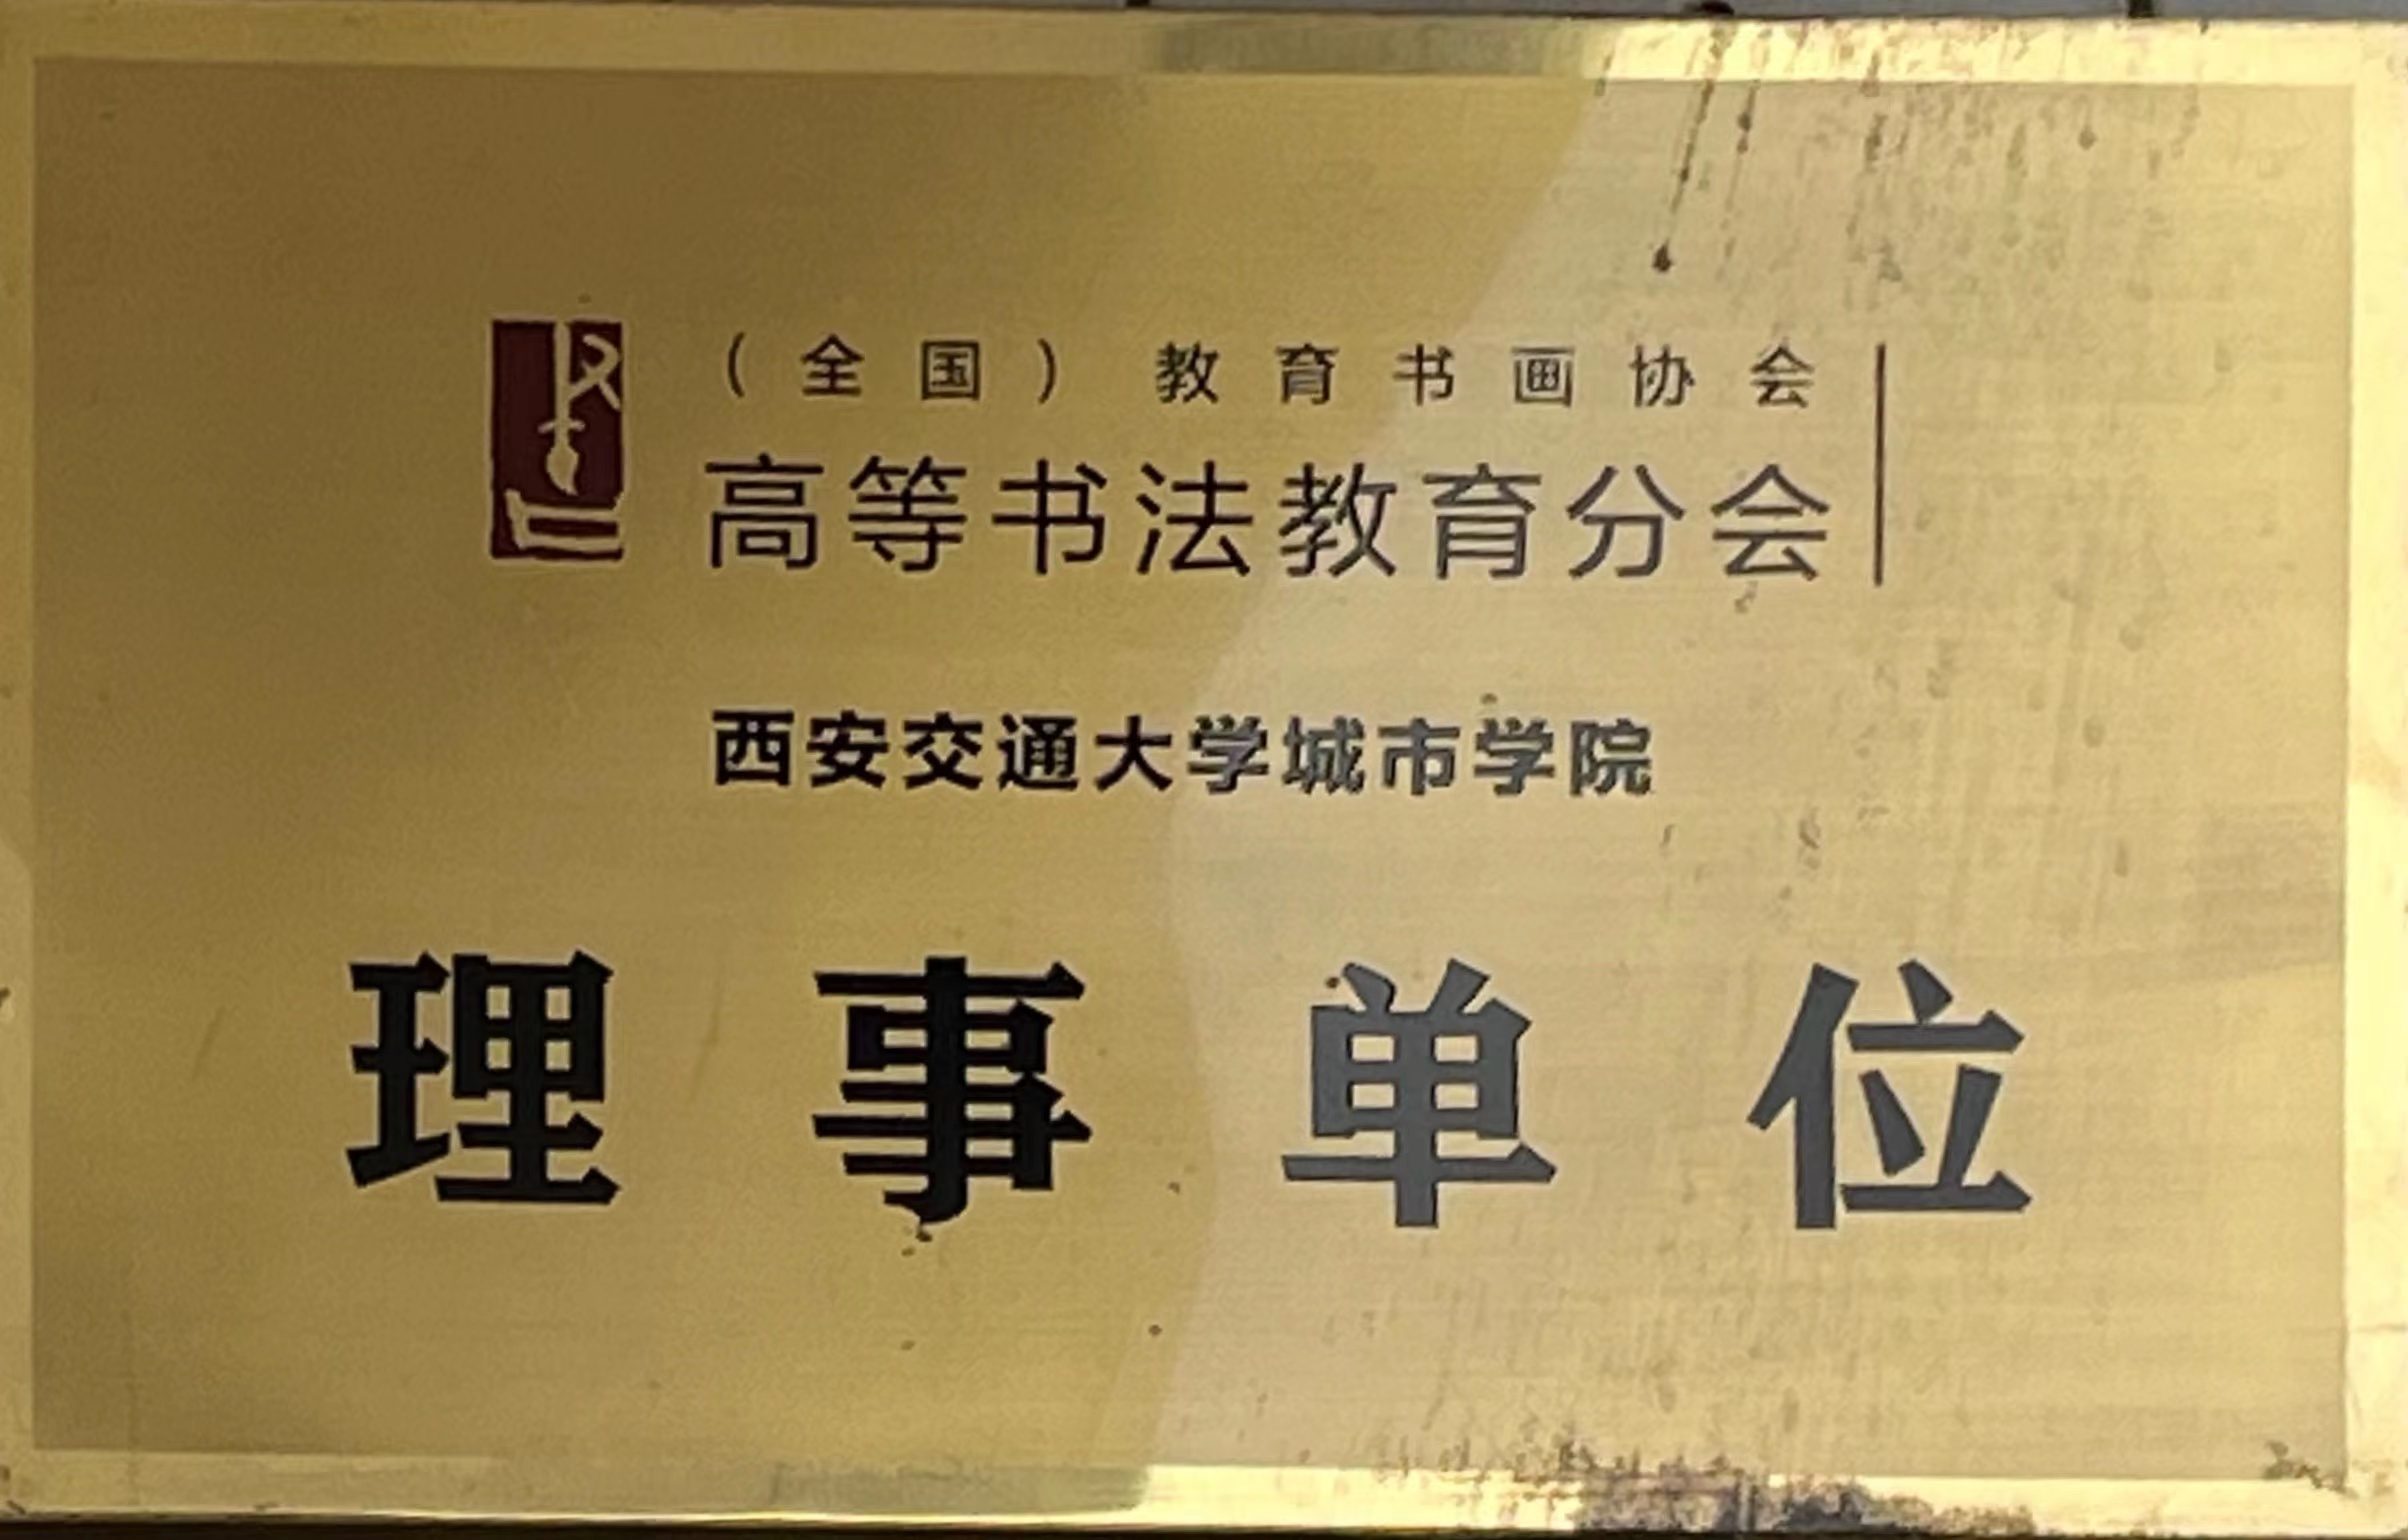 （全国）教育书画协会
高等书法教育分会
西安交通大学城市学院
理事单位